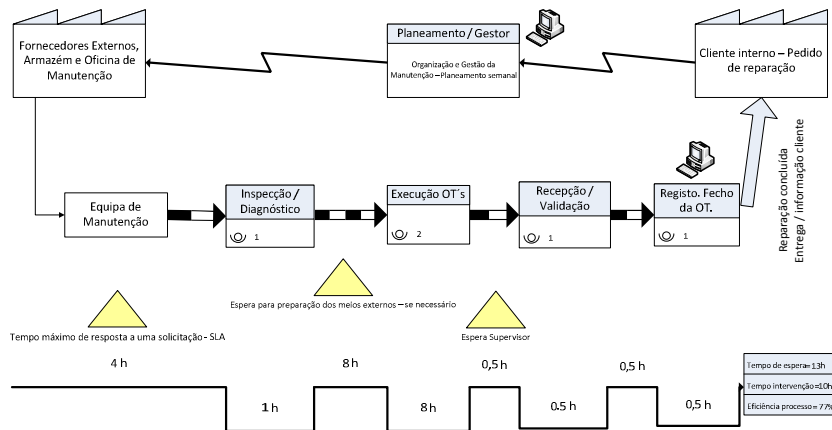 Fornecedores Externos,
Armazém e Oficina de
Manutenção
Planeamento / Gestor
Organização e Gestão da
Manutenção – Planeamento semanal
Cliente interno – Pedido
de reparação
Equipa de
Manutenção
Inspecção /
Diagnóstico
1
Execução OT´s
2
Recepção /
Validação
1
Registo. Fecho
da OT.
1
Reparação concluída
Entrega / informação cliente
Espera para preparação dos meios externos – se necessário
Tempo máximo de resposta a uma solicitação - SLA
Espera Supervisor
4 h
8 h
0,5 h
0,5 h
1 h
8 h
0.5 h
0,5 h
Tempo de espera= 13h
Tempo intervenção=10h
Eficiência processo = 77%